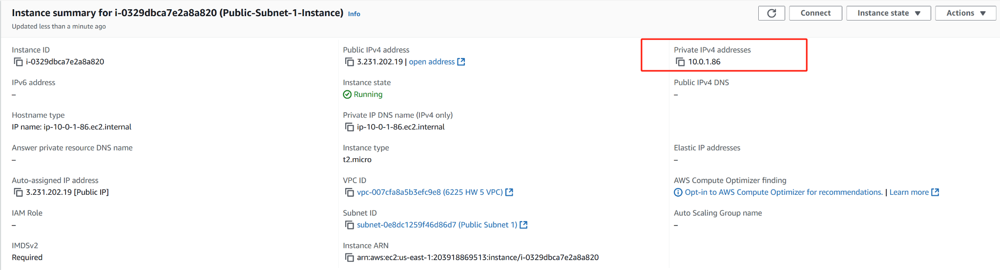 Instance summary for i-0329dbca7e2a8a820 (Public-Subnet-1-Instance) Info
Updated less than a minute ago
Connect
Instance state
Actions
Instance ID
i-0329dbca7e2a8a820
Public IPv4 address
3.231.202.19 | open address
Private IPv4 addresses
10.0.1.86
IPv6 address
–
Instance state
Running
Public IPv4 DNS
–
Hostname type
IP name: ip-10-0-1-86.ec2.internal
Private IP DNS name (IPv4 only)
ip-10-0-1-86.ec2.internal
Answer private resource DNS name
–
Instance type
t2.micro
Elastic IP addresses
–
Auto-assigned IP address
3.231.202.19 [Public IP]
VPC ID
vpc-007cfa8a5b3efc9e8 (6225 HW 5 VPC)
AWS Compute Optimizer finding
Opt-in to AWS Compute Optimizer for recommendations. | Learn more
IAM Role
–
Subnet ID
subnet-0e8dc1259f46d86d7 (Public Subnet 1)
Auto Scaling Group name
–
IMDSv2
Required
Instance ARN
arn:aws:ec2:us-east-1:203918869513:instance/i-0329dbca7e2a8a820